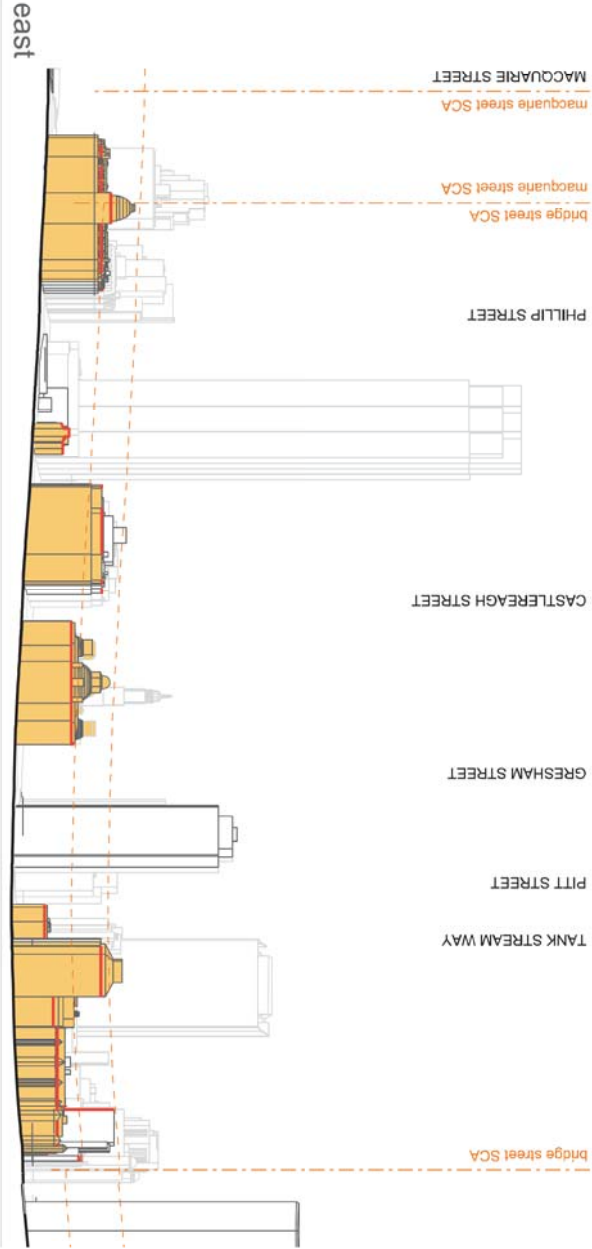 east
MACQUARIE STREET
macquarie street SCA
macquarie street SCA
bridge street SCA
PHILLIP STREET
CASTLEREAGH STREET
GRESHAM STREET
PITT STREET
TANK STREAM WAY
bridge street SCA